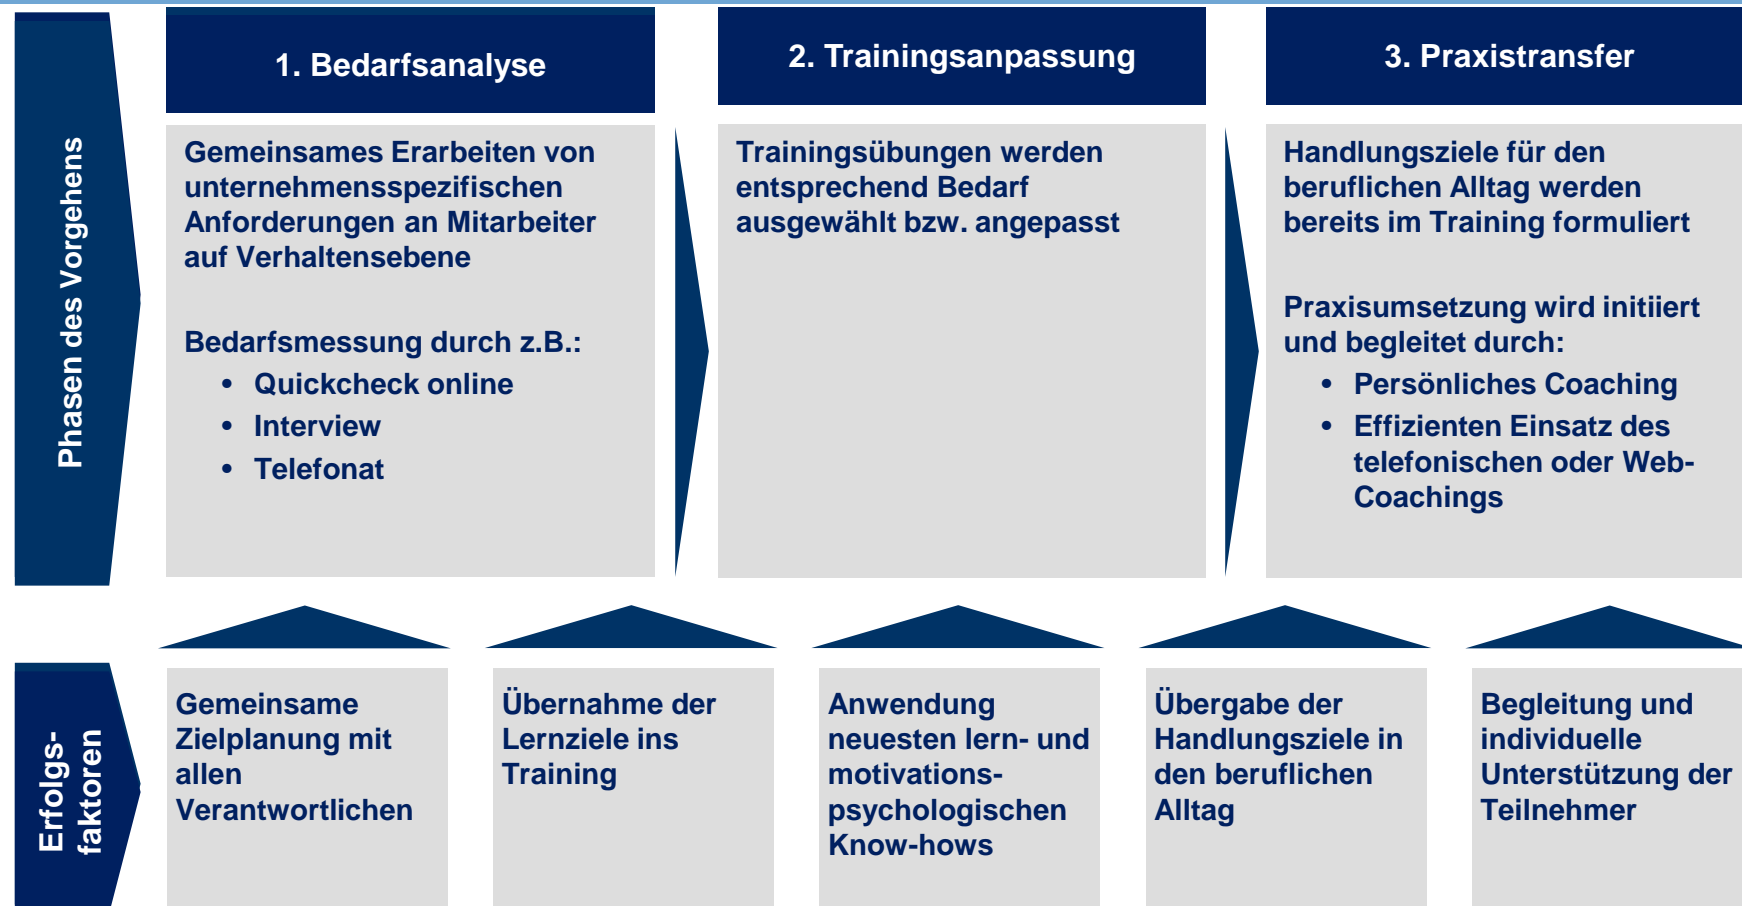 Phasen des Vorgehens
1. Bedarfsanalyse
Gemeinsames Erarbeiten von
unternehmensspezifischen
Anforderungen an Mitarbeiter
auf Verhaltensebene
Bedarfsmessung durch z.B.:
• Quickcheck online
• Interview
• Telefonat
2. Trainingsanpassung
Trainingsübungen werden
entsprechend Bedarf
ausgewählt bzw. angepasst
3. Praxistransfer
Handlungsziele für den
beruflichen Alltag werden
bereits im Training formuliert
Praxisumsetzung wird initiiert
und begleitet durch:
• Persönliches Coaching
• Effizienten Einsatz des
telefonischen oder Web-
Coachings
Erfolgs-
faktoren
Gemeinsame
Zielplanung mit
allen
Verantwortlichen
Übernahme der
Lernziele ins
Training
Anwendung
neuesten lern- und
motivations-
psychologischen
Know-hows
Übergabe der
Handlungsziele in
den beruflichen
Alltag
Begleitung und
individuelle
Unterstützung der
Teilnehmer